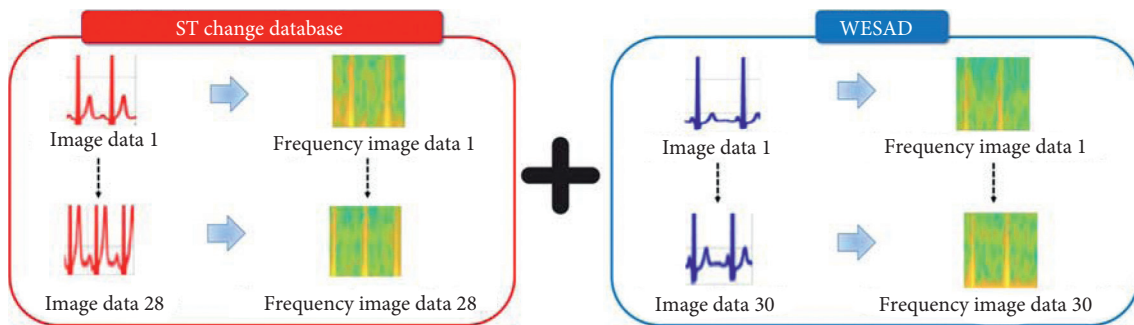 ST change database
Image data 1
Frequency image data 1
Image data 28
Frequency image data 28
WESAD
Image data 1
Frequency image data 1
Image data 30
Frequency image data 30